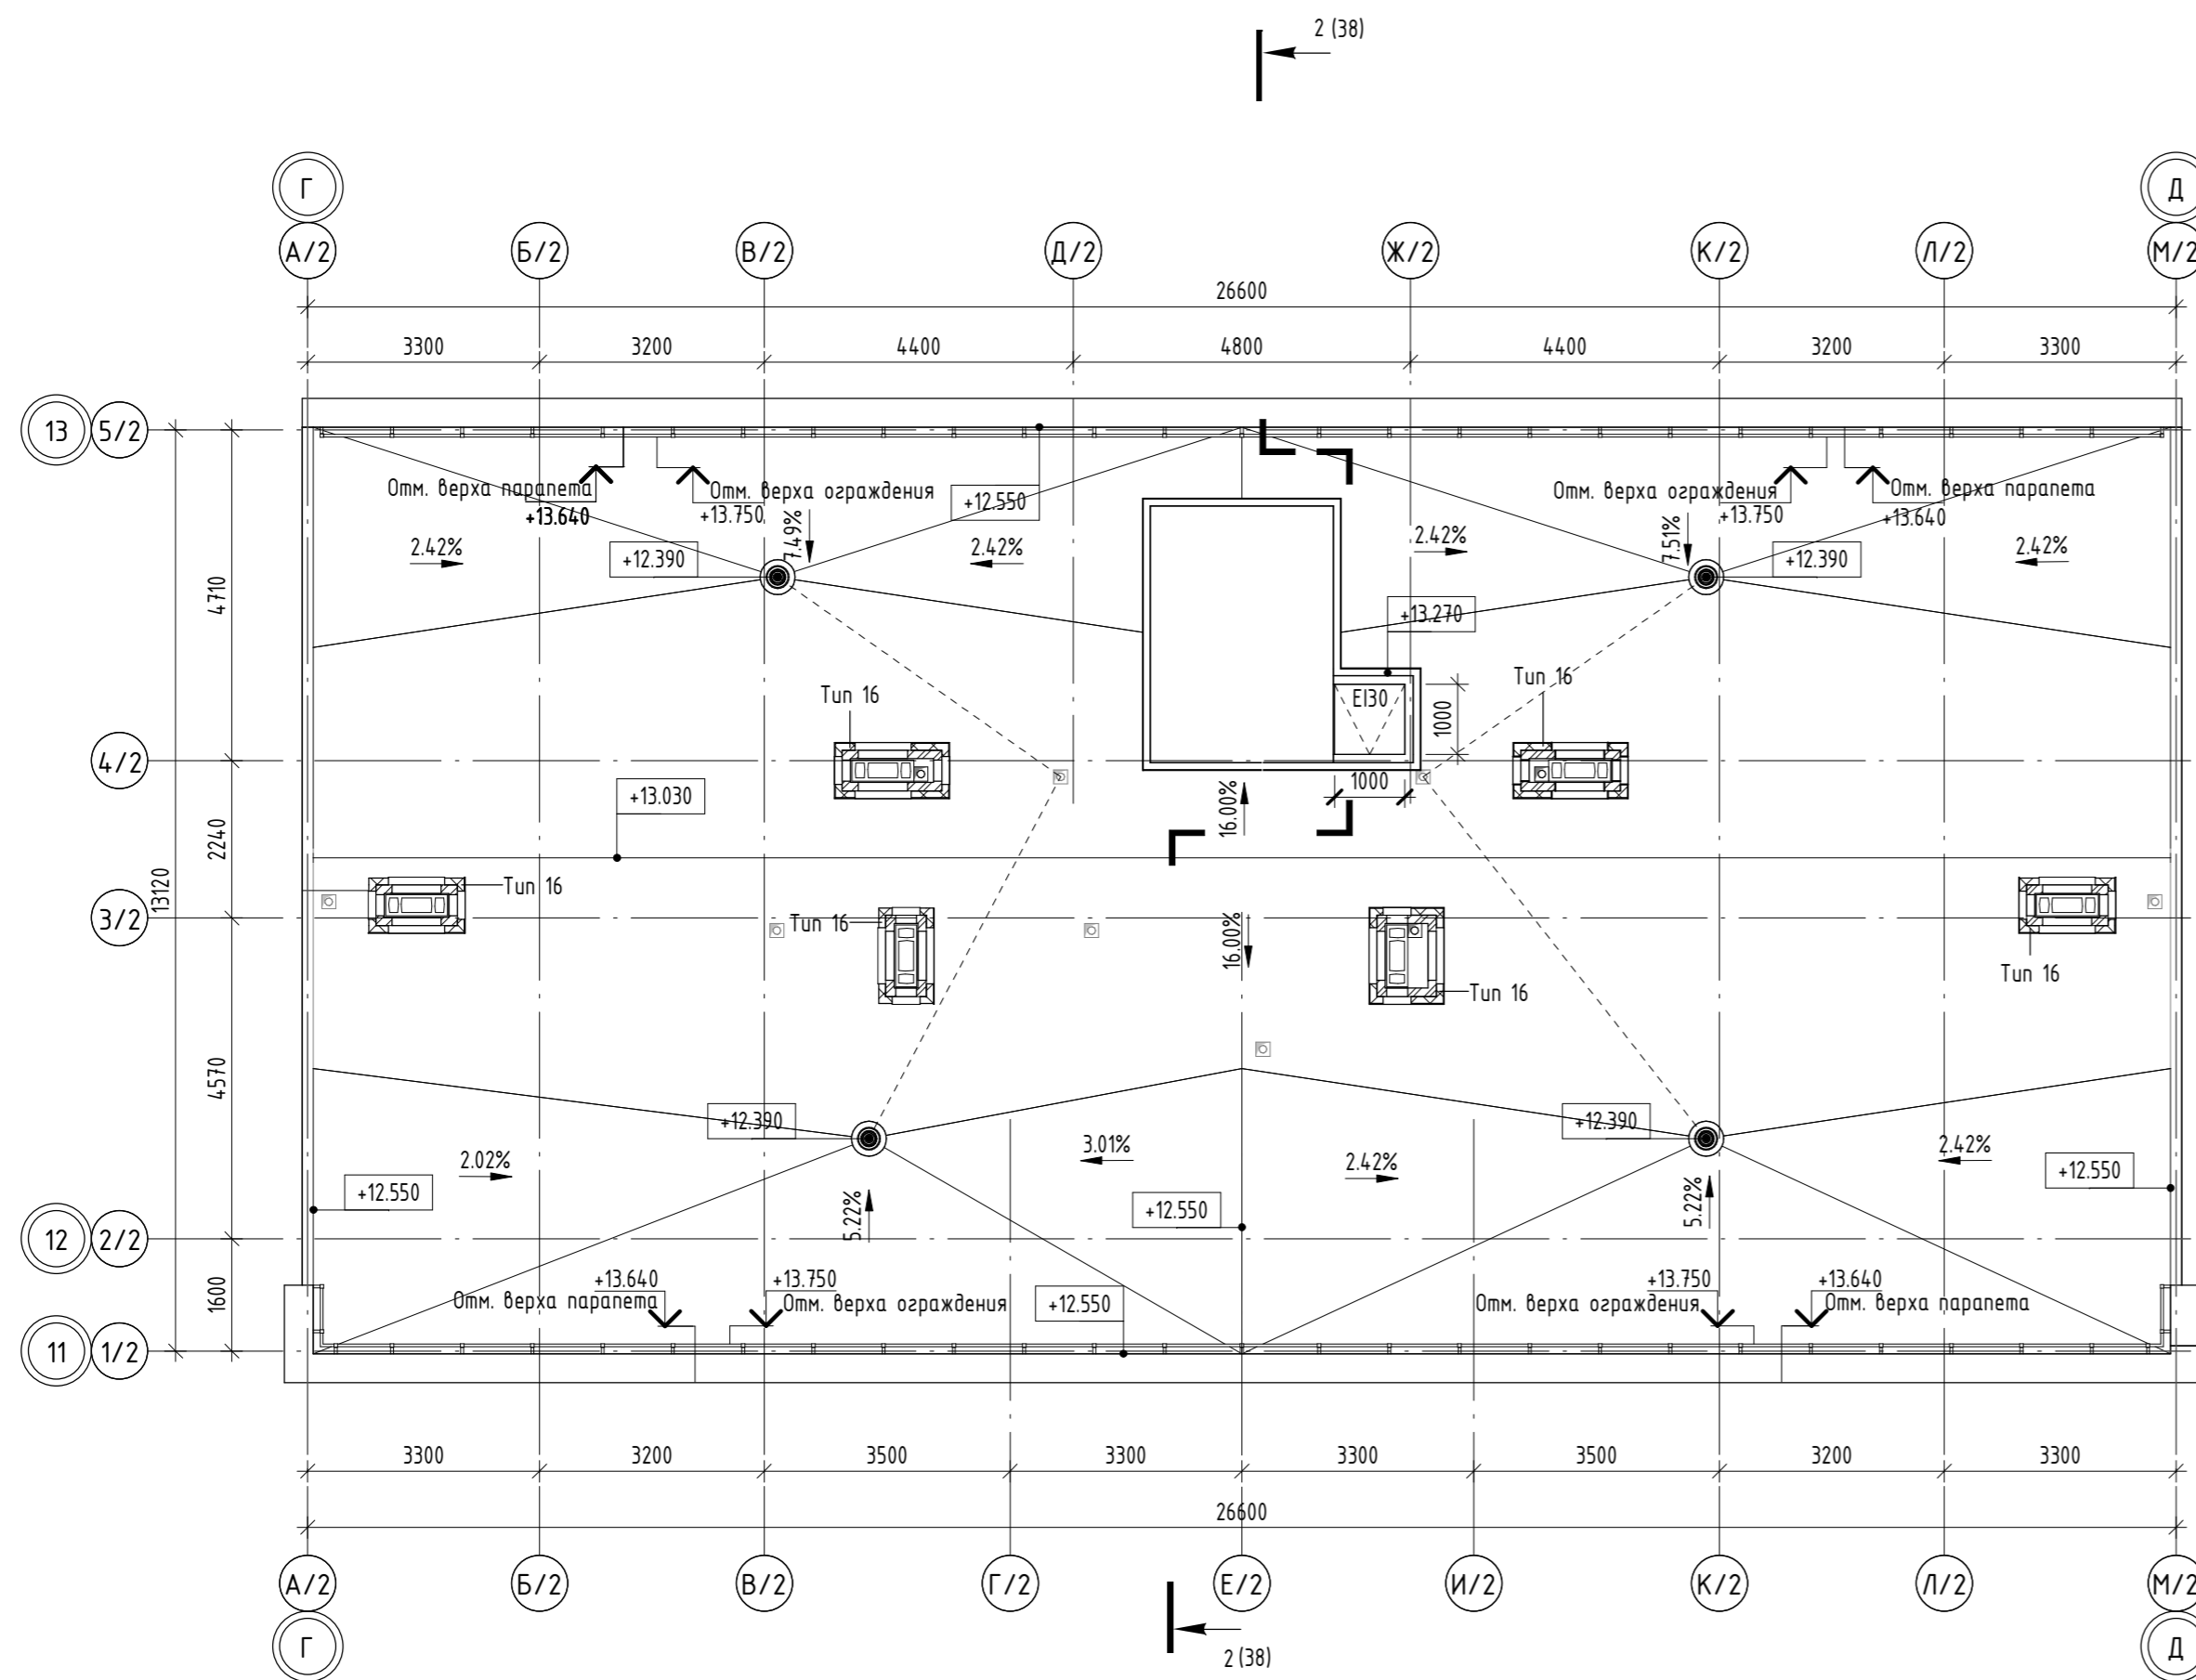 2 (38)
Г
Д
А/2
Б/2
В/2
Д/2
Ж/2
К/2
Л/2
М/2
26600
3300
3200
4400
4800
4400
3200
3300
13
5/2
Отм. верха парапета
+13.640
Отм. верха ограждения
+13.750
+12.550
Отм. верха ограждения
+13.750
Отм. верха парапета
+13.640
2.42%
+12.390
7.49%
2.42%
2.42%
7.51%
+12.390
2.42%
4710
+13.270
Тип 16
EI30
1000
Тип 16
4/2
1000
+13.030
16.00%
2240
13120
Тип 16
3/2
Тип 16
16.00%
Тип 16
Тип 16
4570
+12.390
+12.390
2.02%
3.01%
2.42%
2.42%
+12.550
5.22%
+12.550
5.22%
+12.550
12
2/2
1600
+13.640
Отм. верха парапета
+13.750
Отм. верха ограждения
+12.550
+13.750
Отм. верха ограждения
+13.640
Отм. верха парапета
11
1/2
3300
3200
3500
3300
3300
3500
3200
3300
26600
А/2
Б/2
В/2
Г/2
Е/2
И/2
К/2
Л/2
М/2
Г
2 (38)
Д